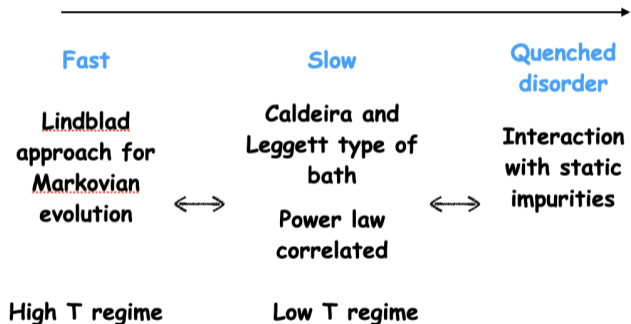 Fast
Lindblad
approach for
Markovian
evolution
High T regime
Slow
Caldeira and
Leggett type of
bath
Power law
correlated
Low T regime
Quenched
disorder
Interaction
with static
impurities